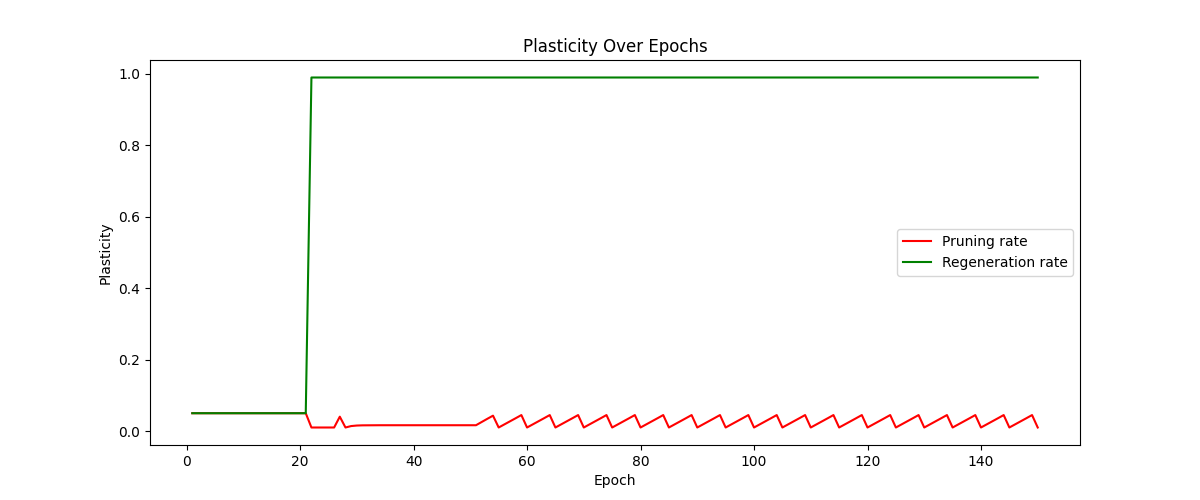 Plasticity Over Epochs
1.0
0.8
0.6
0.4
0.2
0.0
Plasticity
Pruning rate
Regeneration rate
0 20 40 60 80 100 120 140
Epoch